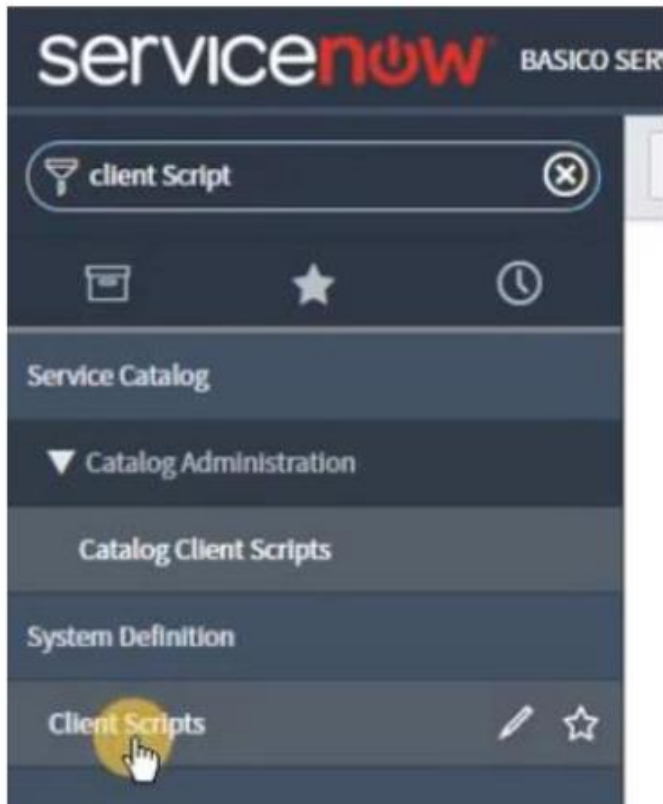 servicenow BASICO SER
client Script
Service Catalog
Catalog Administration
Catalog Client Scripts
System Definition
Client Scripts